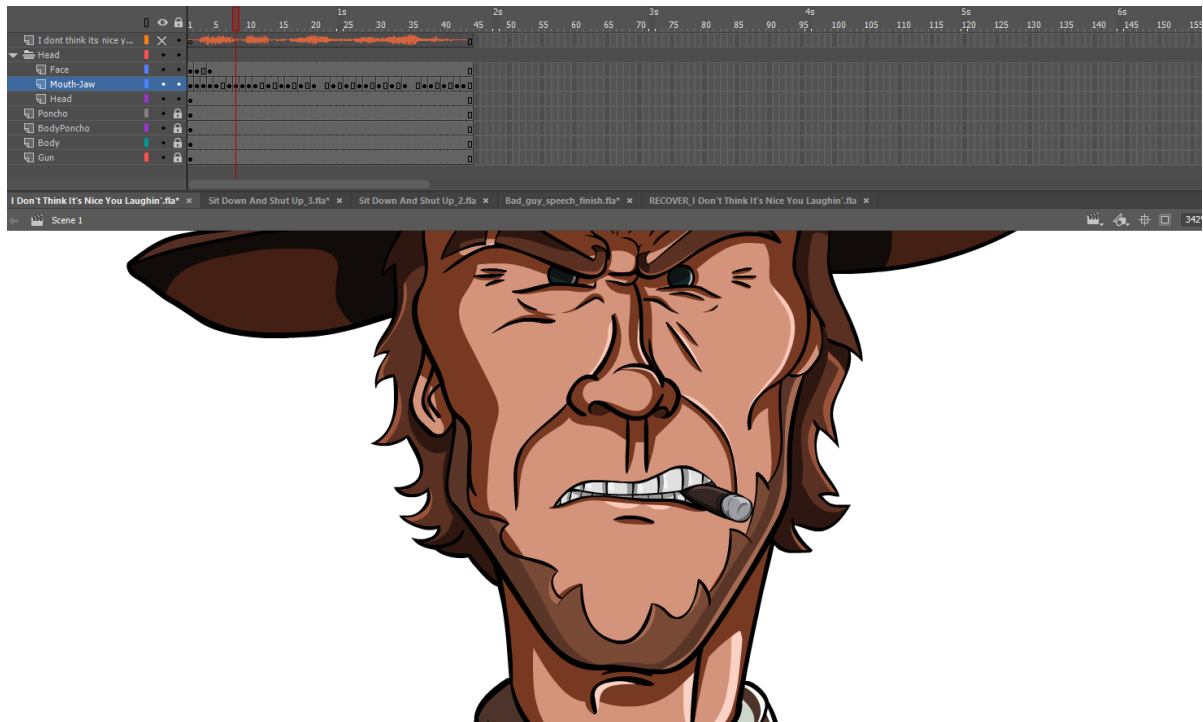 1s 2s 3s 4s 5s 6s
1 5 10 15 20 25 30 35 40 45 50 55 60 65 70 75 80 85 90 95 100 105 110 115 120 125 130 135 140 145 150 155
I dont think its nice y...
Head
Face
Mouth-Jaw
Head
Poncho
BodyPoncho
Body
Gun
I Don't Think It's Nice You Laughin'.fla* × Sit Down And Shut Up_3.fla* × Sit Down And Shut Up_2.fla × Bad_guy_speech_finish.fla* × RECOVER_I Don't Think It's Nice You Laughin'.fla ×
Scene 1 342%